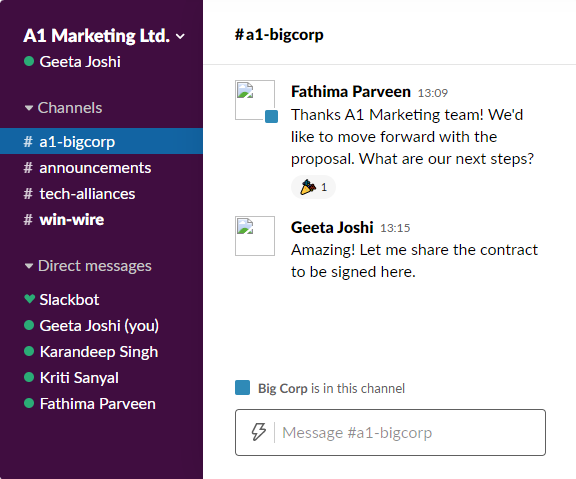 A1 Marketing Ltd.
Geeta Joshi
Channels
# a1-bigcorp
# announcements
# tech-alliances
# win-wire
Direct messages
Slackbot
Geeta Joshi (you)
Karandeep Singh
Kriti Sanyal
Fathima Parveen
#a1-bigcorp
Fathima Parveen 13:09
Thanks A1 Marketing team! We'd
like to move forward with the
proposal. What are our next steps?
1
Geeta Joshi 13:15
Amazing! Let me share the contract
to be signed here.
Big Corp is in this channel
Message #a1-bigcorp